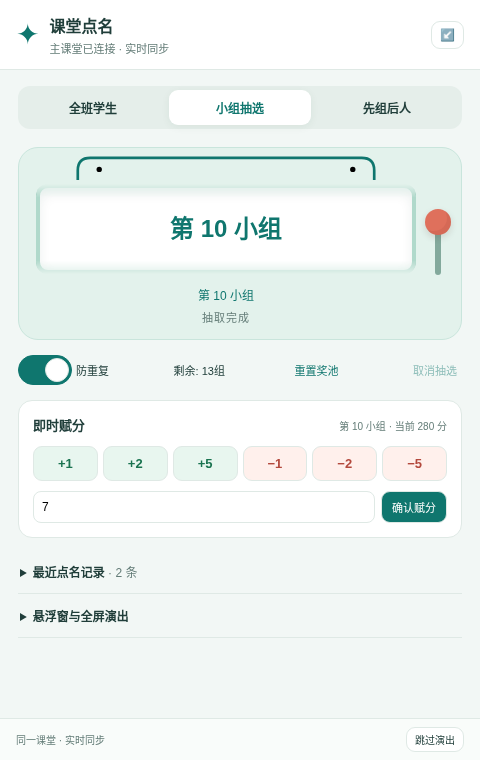 课堂点名
主课堂已连接 · 实时同步
全班学生 小组抽选 先组后人
第 10 小组
第 10 小组
抽取完成
防重复 剩余: 13组 重置奖池 取消抽选
即时赋分 第 10 小组 · 当前 280 分
+1 +2 +5 −1 −2 −5
7 确认赋分
最近点名记录 · 2 条
悬浮窗与全屏演出
同一课堂 · 实时同步 跳过演出